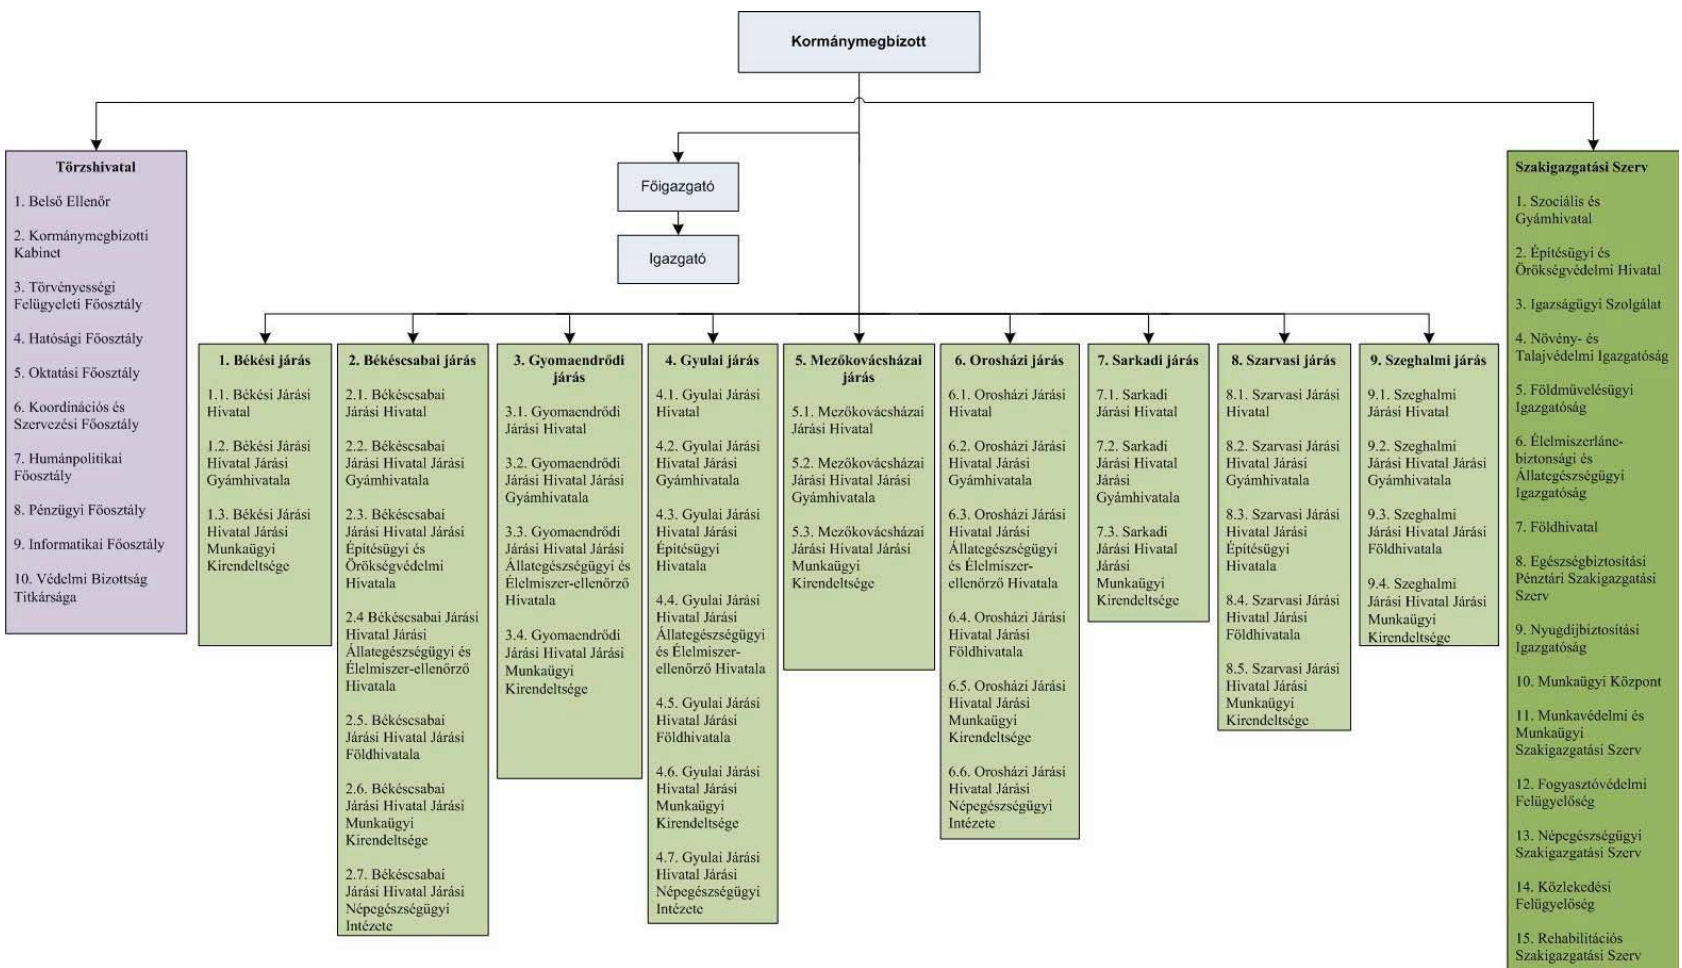 Kormánymegbízott
Törzshivatal
1. Belső Ellenőr
2. Kormánymegbízotti
Kabinet
3. Törvényességi
Felügyeleti Főosztály
4. Hatósági Főosztály
5. Oktatási Főosztály
6. Koordinációs és
Szervezési Főosztály
7. Humánpolitikai
Főosztály
8. Pénzügyi Főosztály
9. Informatikai Főosztály
10. Védelmi Bizottság
Titkársága
Főigazgató
Igazgató
1. Békési járás
1.1. Békési Járási
Hivatal
1.2. Békési Járási
Hivatal Járási
Gyámhivatala
1.3. Békési Járási
Hivatal Járási
Munkaügyi
Kirendeltsége
2. Békéscsabai járás
2.1. Békéscsabai
Járási Hivatal
2.2. Békéscsabai
Járási Hivatal Járási
Gyámhivatala
2.3. Békéscsabai
Járási Hivatal Járási
Építésügyi és
Örökségvédelmi
Hivatala
2.4 Békéscsabai Járási
Hivatal Járási
Állategészségügyi és
Élelmiszer-ellenőrző
Hivatala
2.5. Békéscsabai
Járási Hivatal Járási
Földhivatala
2.6. Békéscsabai
Járási Hivatal Járási
Munkaügyi
Kirendeltsége
2.7. Békéscsabai
Járási Hivatal Járási
Népegészségügyi
Intézete
3. Gyomaendrődi
járás
3.1. Gyomaendrődi
Járási Hivatal
3.2. Gyomaendrődi
Járási Hivatal Járási
Gyámhivatala
3.3. Gyomaendrődi
Járási Hivatal Járási
Állategészségügyi és
Élelmiszer-ellenőrző
Hivatala
3.4. Gyomaendrődi
Járási Hivatal Járási
Munkaügyi
Kirendeltsége
4. Gyulai járás
4.1. Gyulai Járási
Hivatal
4.2. Gyulai Járási
Hivatal Járási
Gyámhivatala
4.3. Gyulai Járási
Hivatal Járási
Építésügyi
Hivatala
4.4. Gyulai Járási
Hivatal Járási
Állategészségügyi
és Élelmiszer-
ellenőrző Hivatala
4.5. Gyulai Járási
Hivatal Járási
Földhivatala
4.6. Gyulai Járási
Hivatal Járási
Munkaügyi
Kirendeltsége
4.7. Gyulai Járási
Hivatal Járási
Népegészségügyi
Intézete
5. Mezőkovácsházai
járás
5.1. Mezőkovácsházai
Járási Hivatal
5.2. Mezőkovácsházai
Járási Hivatal Járási
Gyámhivatala
5.3. Mezőkovácsházai
Járási Hivatal Járási
Munkaügyi
Kirendeltsége
6. Orosházi járás
6.1. Orosházi Járási
Hivatal
6.2. Orosházi Járási
Hivatal Járási
Gyámhivatala
6.3. Orosházi Járási
Hivatal Járási
Állategészségügyi
és Élelmiszer-
ellenőrző Hivatala
6.4. Orosházi Járási
Hivatal Járási
Földhivatala
6.5. Orosházi Járási
Hivatal Járási
Munkaügyi
Kirendeltsége
6.6. Orosházi Járási
Hivatal Járási
Népegészségügyi
Intézete
7. Sarkadi járás
7.1. Sarkadi
Járási Hivatal
7.2. Sarkadi
Járási Hivatal
Járási
Gyámhivatala
7.3. Sarkadi
Járási Hivatal
Járási
Munkaügyi
Kirendeltsége
8. Szarvasi járás
8.1. Szarvasi Járási
Hivatal
8.2. Szarvasi Járási
Hivatal Járási
Gyámhivatala
8.3. Szarvasi Járási
Hivatal Járási
Építésügyi
Hivatala
8.4. Szarvasi Járási
Hivatal Járási
Földhivatala
8.5. Szarvasi Járási
Hivatal Járási
Munkaügyi
Kirendeltsége
9. Szeghalmi járás
9.1. Szeghalmi
Járási Hivatal
9.2. Szeghalmi
Járási Hivatal Járási
Gyámhivatala
9.3. Szeghalmi
Járási Hivatal Járási
Földhivatala
9.4. Szeghalmi
Járási Hivatal Járási
Munkaügyi
Kirendeltsége
Szakigazgatási Szerv
1. Szociális és
Gyámhivatal
2. Építésügyi és
Örökségvédelmi Hivatal
3. Igazságügyi Szolgálat
4. Növény- és
Talajvédelmi Igazgatóság
5. Földművelésügyi
Igazgatóság
6. Élelmiszerlánc-
biztonsági és
Állategészségügyi
Igazgatóság
7. Földhivatal
8. Egészségbiztosítási
Pénztári Szakigazgatási
Szerv
9. Nyugdíjbiztosítási
Igazgatóság
10. Munkaügyi Központ
11. Munkavédelmi és
Munkaügyi
Szakigazgatási Szerv
12. Fogyasztóvédelmi
Felügyelőség
13. Népegészségügyi
Szakigazgatási Szerv
14. Közlekedési
Felügyelőség
15. Rehabilitációs
Szakigazgatási Szerv